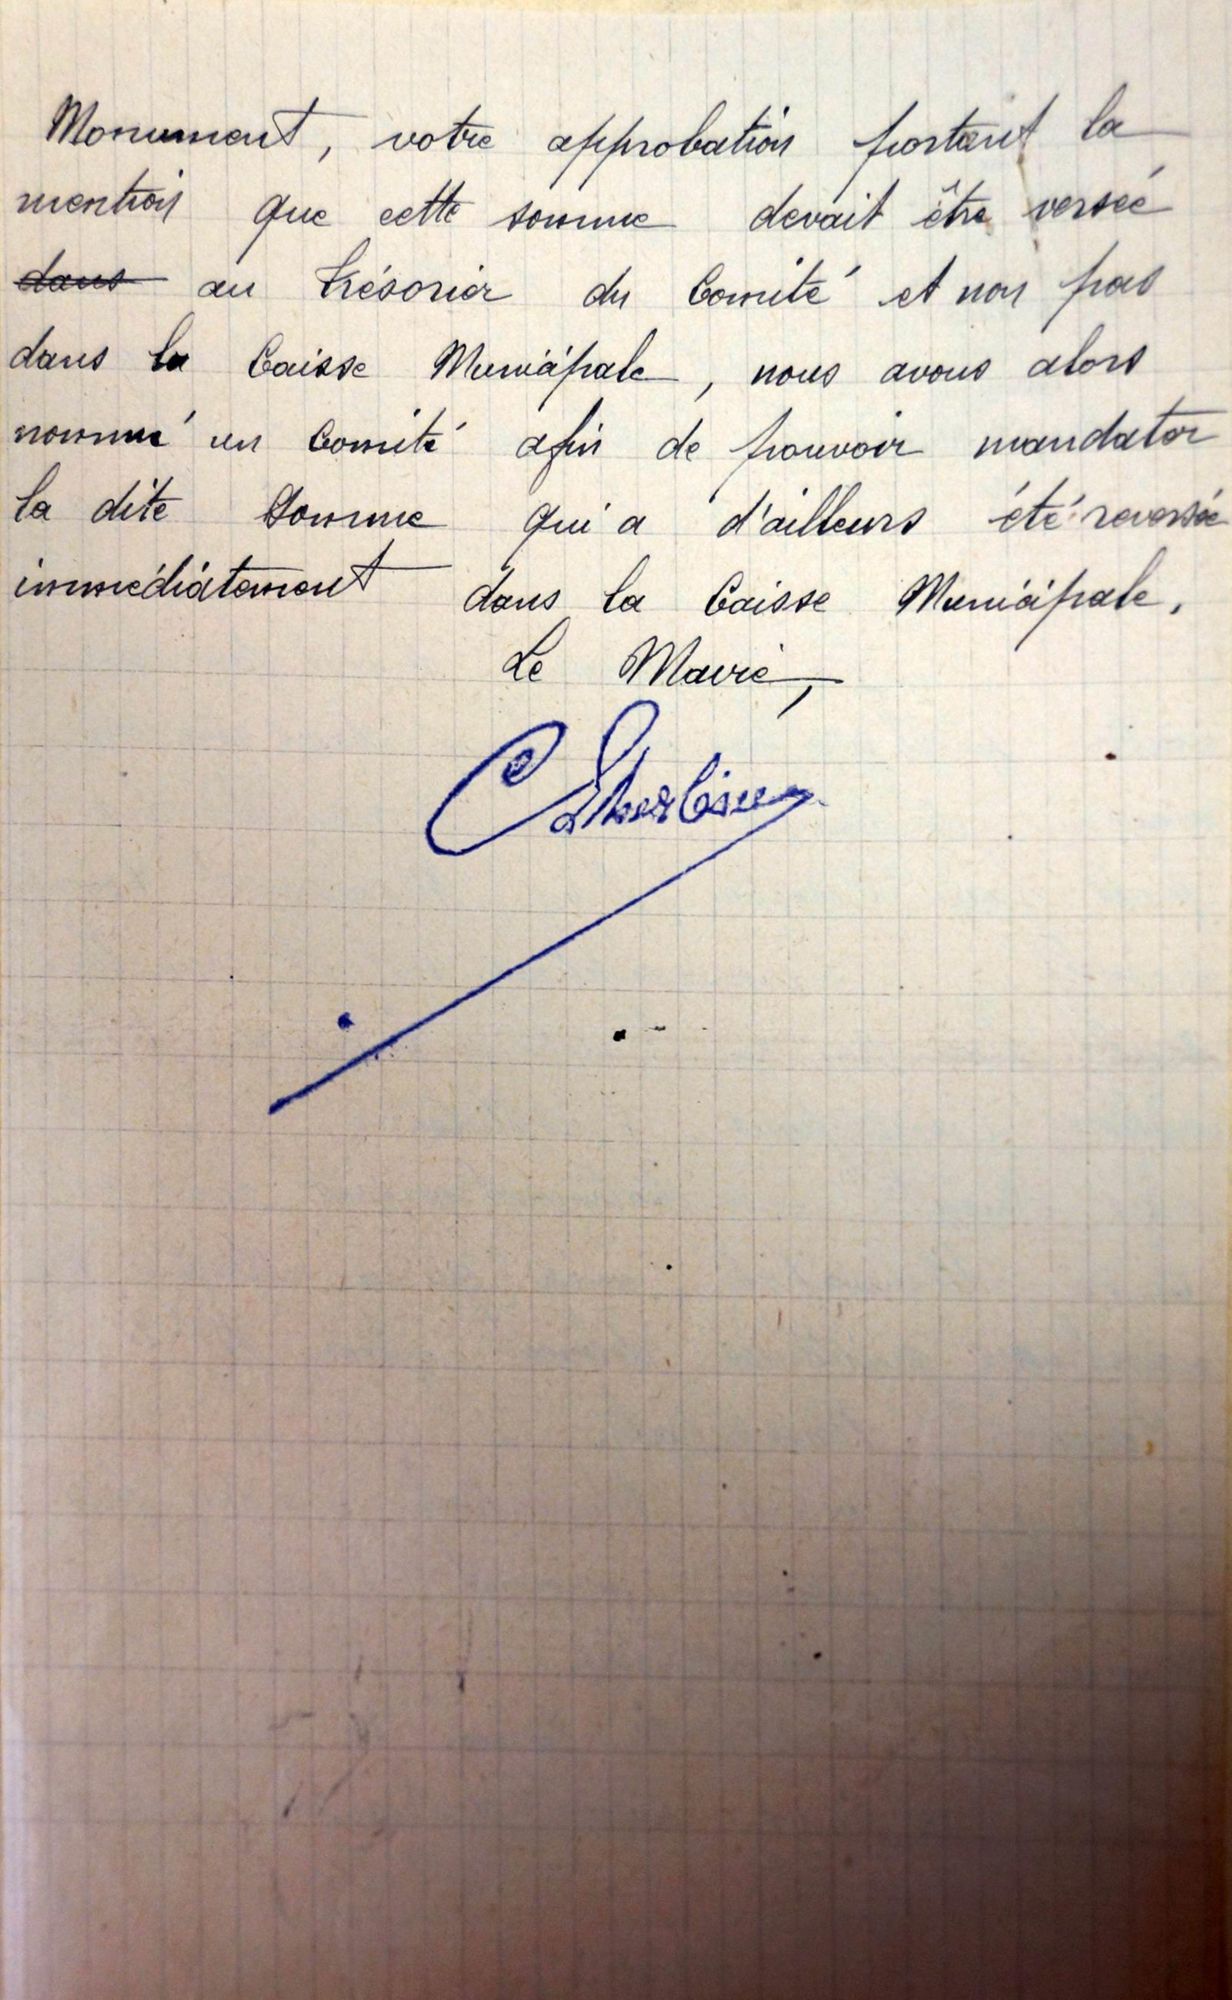 Monument, votre approbation portant la
mention que cette somme devait être versée
dans au trésorier du Comité et non pas
dans la Caisse Municipale, nous avons alors
nommé un Comité afin de pouvoir mandater
la dite somme qui a d'ailleurs été reversée
immédiatement dans la Caisse Municipale.
Le Maire,